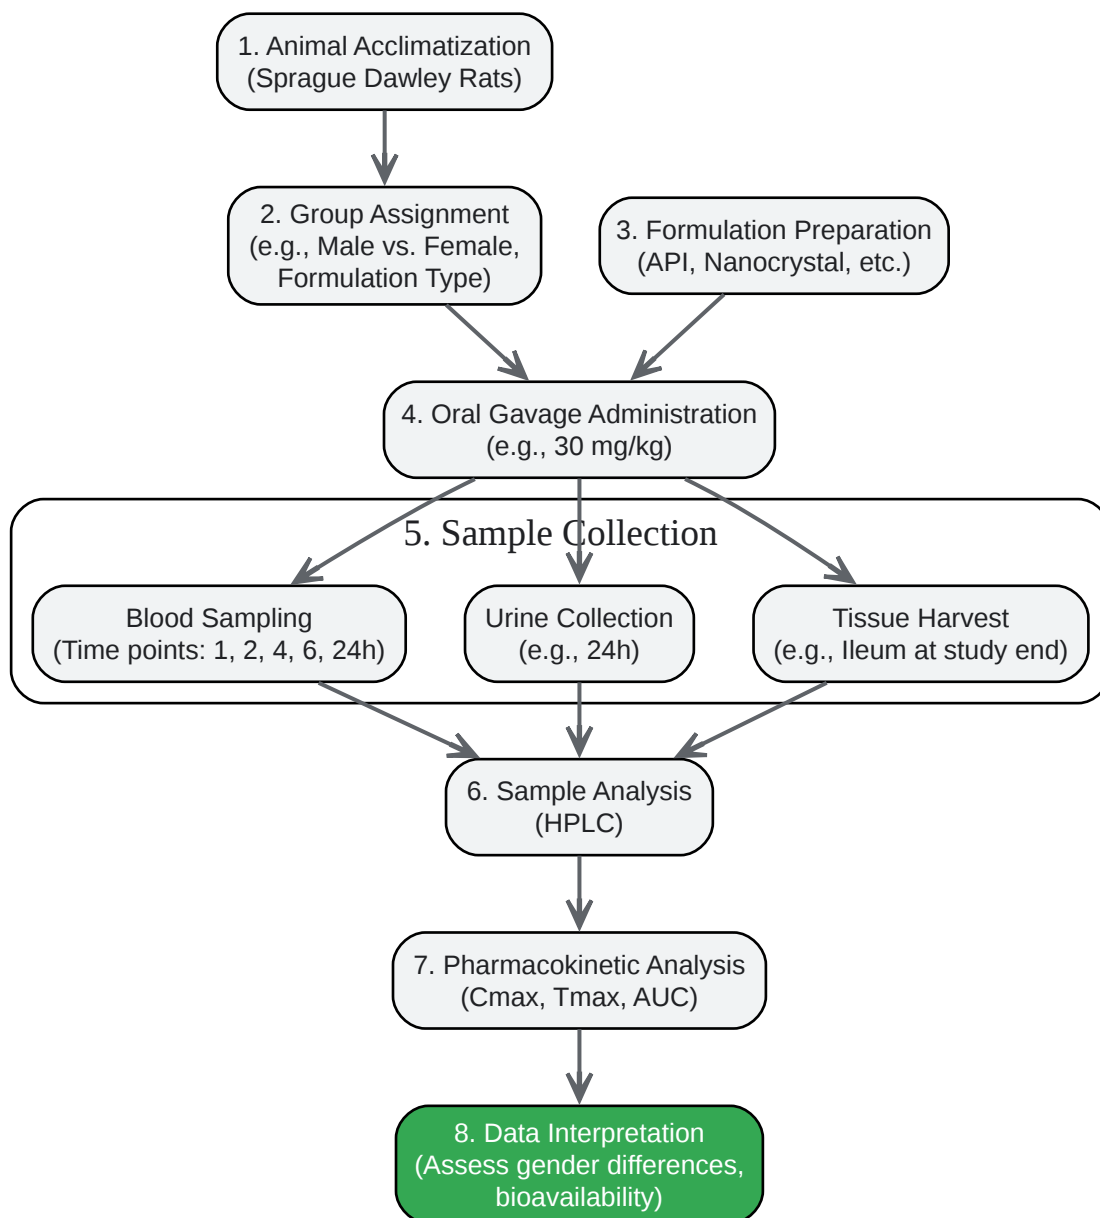 1. Animal Acclimatization
(Sprague Dawley Rats)
2. Group Assignment
(e.g., Male vs. Female,
Formulation Type)
3. Formulation Preparation
(API, Nanocrystal, etc.)
4. Oral Gavage Administration
(e.g., 30 mg/kg)
5. Sample Collection
Blood Sampling
(Time points: 1, 2, 4, 6, 24h)
Urine Collection
(e.g., 24h)
Tissue Harvest
(e.g., Ileum at study end)
6. Sample Analysis
(HPLC)
7. Pharmacokinetic Analysis
(Cmax, Tmax, AUC)
8. Data Interpretation
(Assess gender differences,
bioavailability)